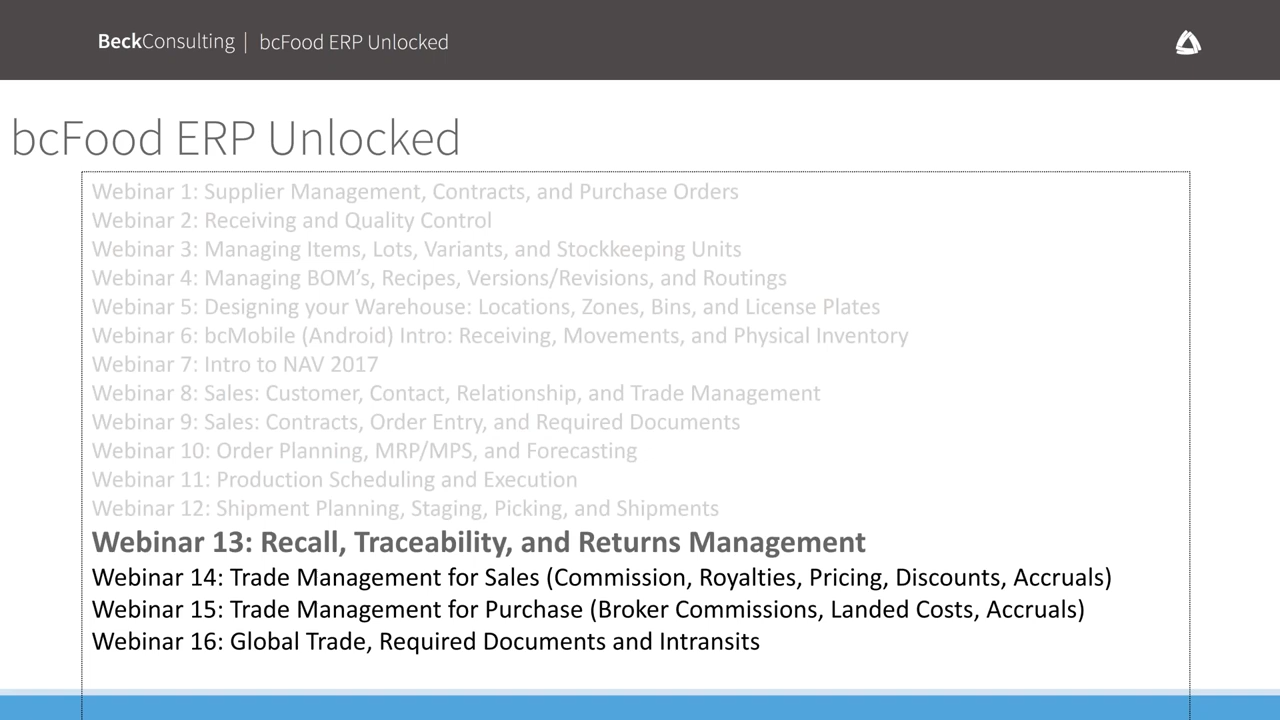 BeckConsulting | bcFood ERP Unlocked
bcFood ERP Unlocked
Webinar 1: Supplier Management, Contracts, and Purchase Orders
Webinar 2: Receiving and Quality Control
Webinar 3: Managing Items, Lots, Variants, and Stockkeeping Units
Webinar 4: Managing BOM's, Recipes, Versions/Revisions, and Routings
Webinar 5: Designing your Warehouse: Locations, Zones, Bins, and License Plates
Webinar 6: bcMobile (Android) Intro: Receiving, Movements, and Physical Inventory
Webinar 7: Intro to NAV 2017
Webinar 8: Sales: Customer, Contact, Relationship, and Trade Management
Webinar 9: Sales: Contracts, Order Entry, and Required Documents
Webinar 10: Order Planning, MRP/MPS, and Forecasting
Webinar 11: Production Scheduling and Execution
Webinar 12: Shipment Planning, Staging, Picking, and Shipments
Webinar 13: Recall, Traceability, and Returns Management
Webinar 14: Trade Management for Sales (Commission, Royalties, Pricing, Discounts, Accruals)
Webinar 15: Trade Management for Purchase (Broker Commissions, Landed Costs, Accruals)
Webinar 16: Global Trade, Required Documents and Intransits